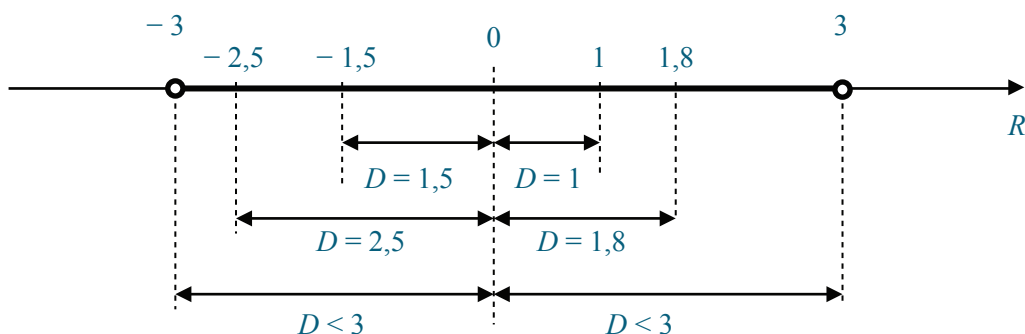 − 3 0 3
− 2,5 − 1,5 1 1,8
R
D = 1,5 D = 1
D = 2,5 D = 1,8
D < 3 D < 3